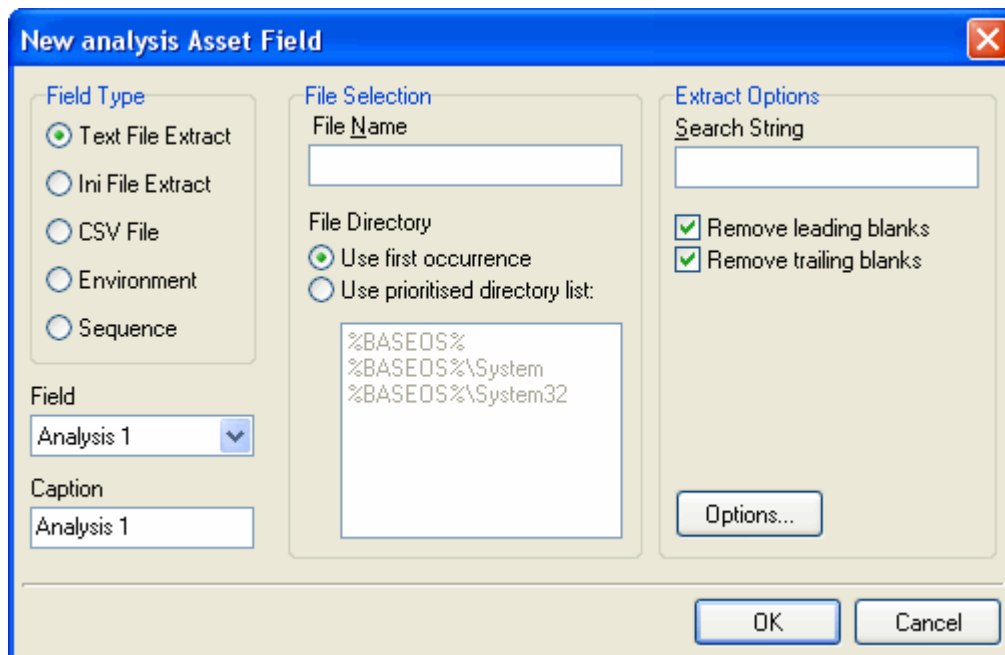 New analysis Asset Field
Field Type
Text File Extract
Ini File Extract
CSV File
Environment
Sequence
Field
Analysis 1
Caption
Analysis 1
File Selection
File Name
File Directory
Use first occurrence
Use prioritised directory list:
%BASEOS%
%BASEOS%\System
%BASEOS%\System32
Extract Options
Search String
Remove leading blanks
Remove trailing blanks
Options...
OK
Cancel